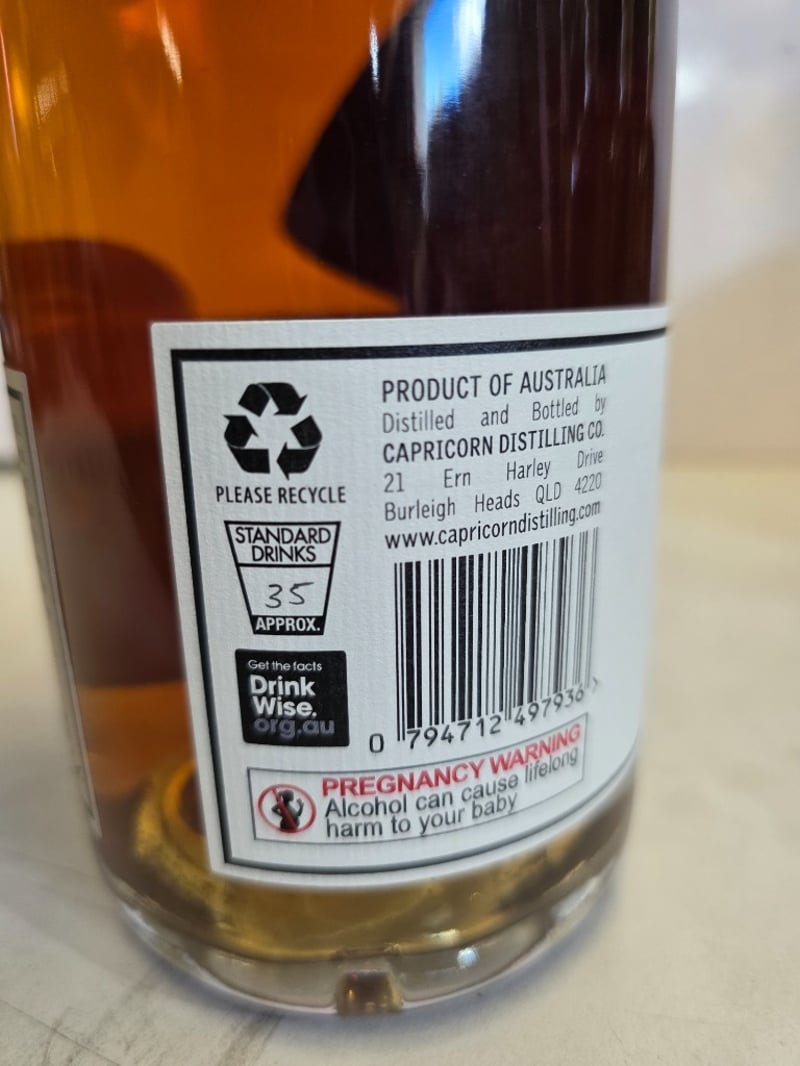 PLEASE RECYCLE
STANDARD
DRINKS
35
APPROX.
Get the facts
Drink
Wise.
org.au
PRODUCT OF AUSTRALIA
Distilled and Bottled by
CAPRICORN DISTILLING CO.
21 Ern Harley Drive
Burleigh Heads QLD 4220
www.capricorndistilling.com
0 794712 497936 >
PREGNANCY WARNING
Alcohol can cause lifelong
harm to your baby